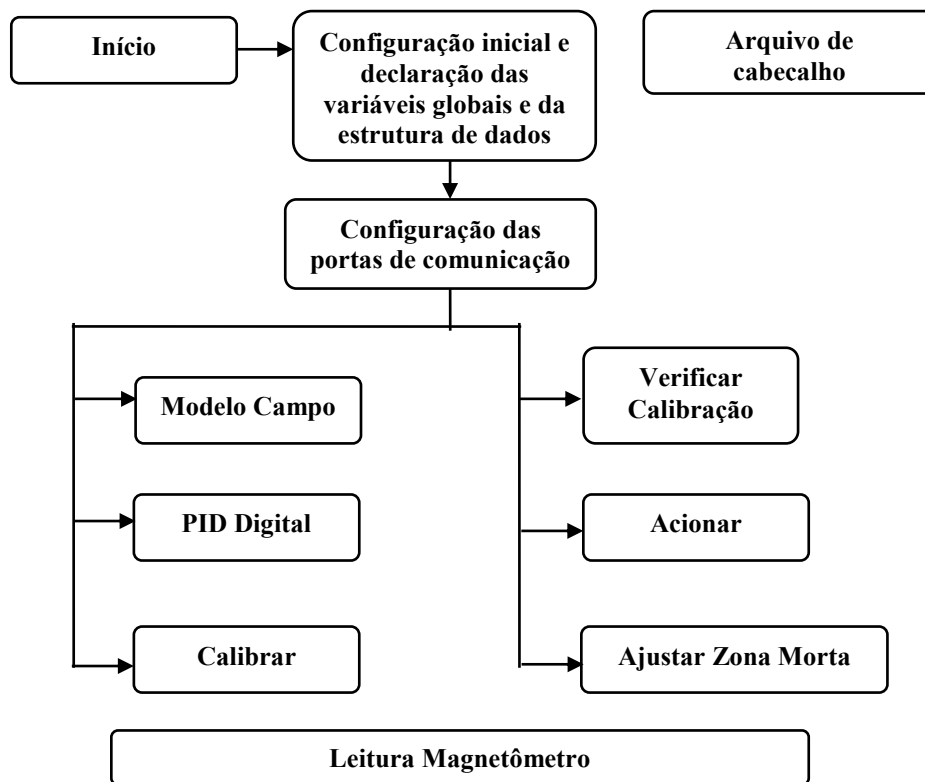 Início
Configuração inicial e
declaração das
variáveis globais e da
estrutura de dados
Arquivo de
cabecalho
Configuração das
portas de comunicação
Modelo Campo
Verificar
Calibração
PID Digital
Acionar
Calibrar
Ajustar Zona Morta
Leitura Magnetômetro